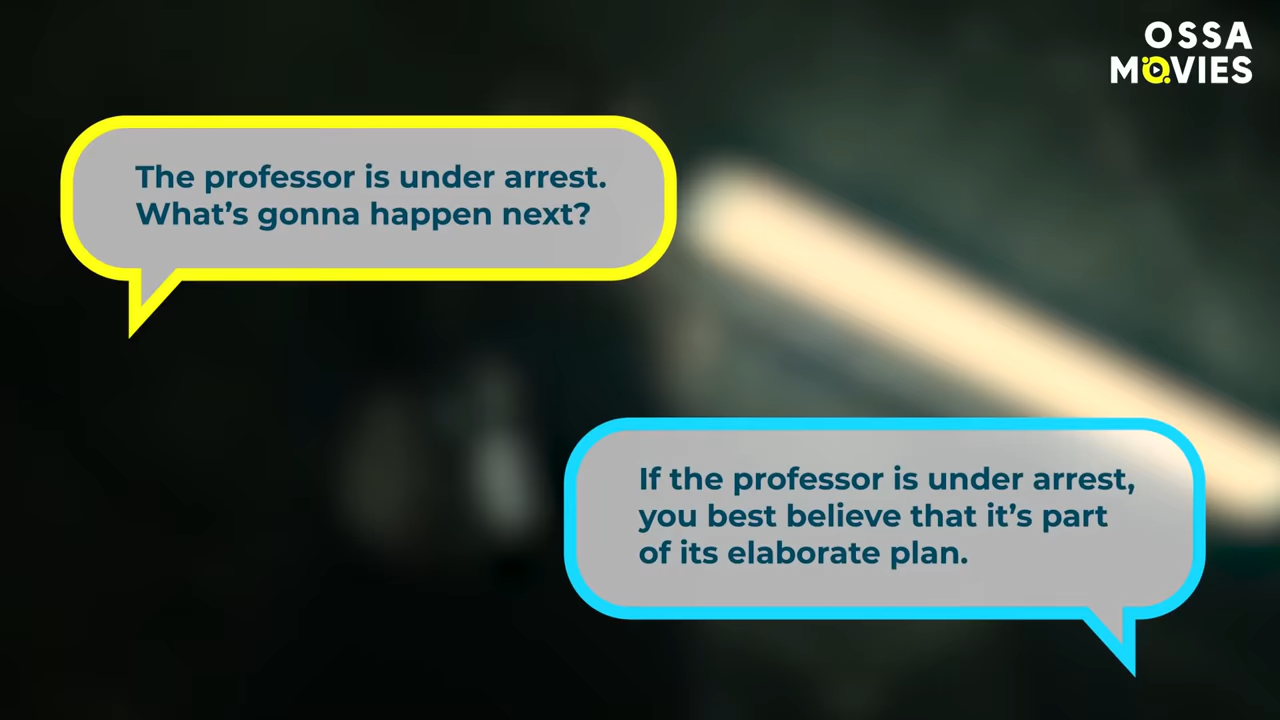 OSSA
MOVIES
The professor is under arrest.
What's gonna happen next?
If the professor is under arrest,
you best believe that it's part
of its elaborate plan.